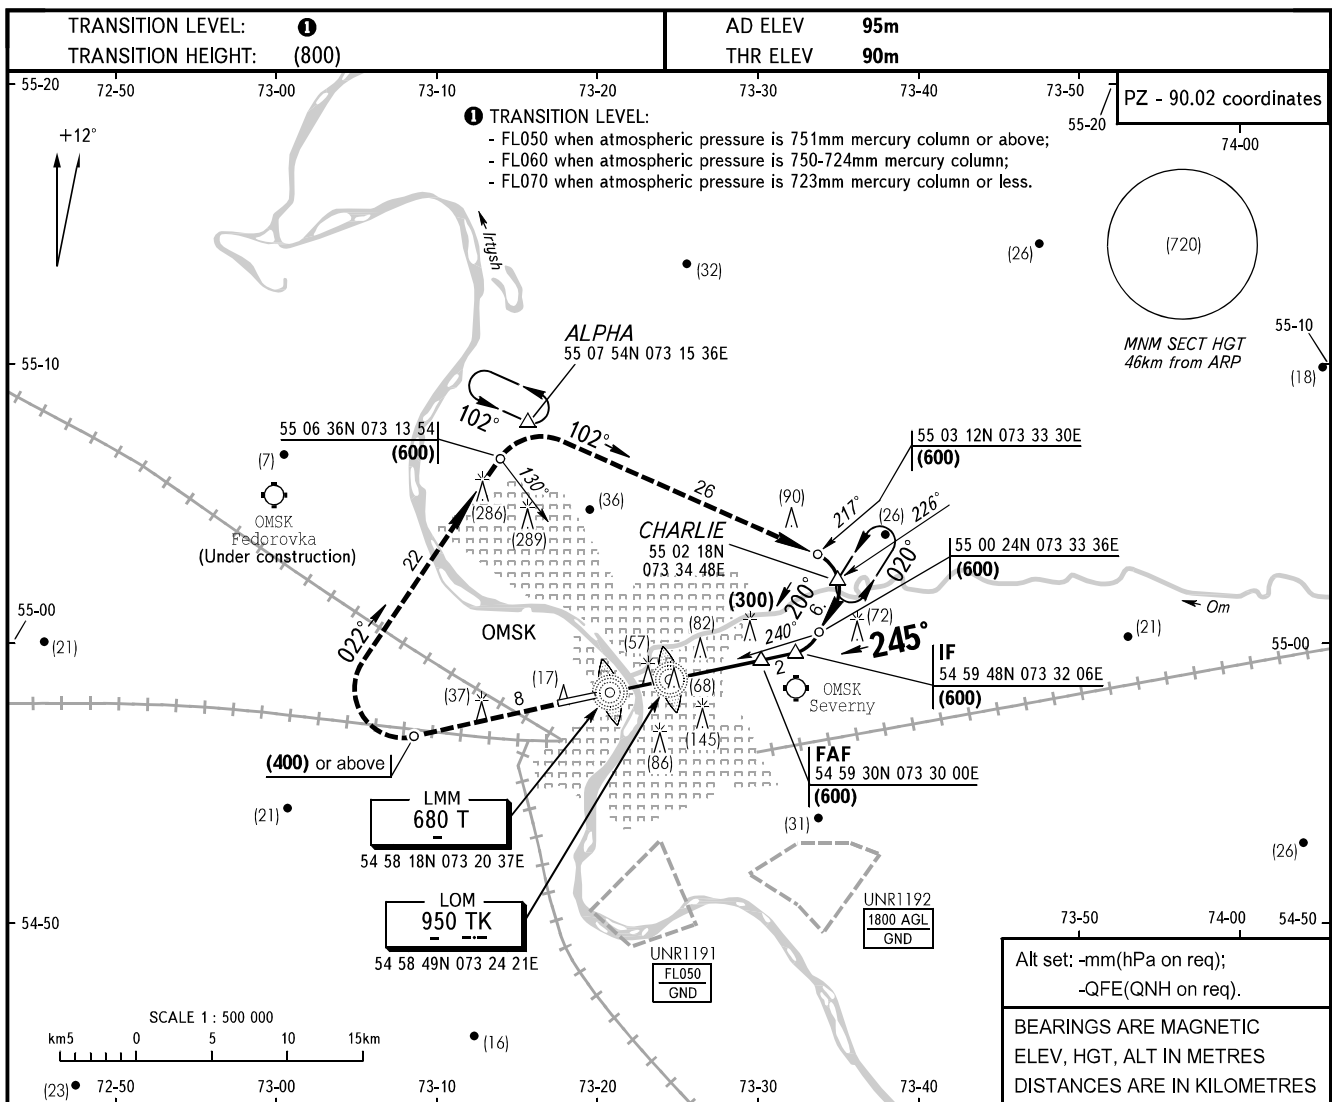 TRANSITION LEVEL: 1
TRANSITION HEIGHT: (800)
AD ELEV 95m
THR ELEV 90m
55-20
72-50
73-00
73-10
73-20
73-30
73-40
73-50
55-20
PZ - 90.02 coordinates
74-00
+12°
1 TRANSITION LEVEL:
- FL050 when atmospheric pressure is 751mm mercury column or above;
- FL060 when atmospheric pressure is 750-724mm mercury column;
- FL070 when atmospheric pressure is 723mm mercury column or less.
Irtysh
(32)
(26)
(720)
MNM SECT HGT
46km from ARP
55-10
(18)
55-10
ALPHA
55 07 54N 073 15 36E
102°
102°
55 06 36N 073 13 54
(600)
130°
26
(7)
OMSK
Fedorovka
(Under construction)
(286)
(289)
(36)
(90)
55 03 12N 073 33 30E
(600)
217°
(26)
226°
CHARLIE
55 02 18N
073 34 48E
020°
55 00 24N 073 33 36E
(600)
22
022°
55-00
(21)
OMSK
(300)
200°
6
(72)
Om
(21)
55-00
(82)
240°
245°
(57)
(68)
2
IF
54 59 48N 073 32 06E
(600)
(17)
(37)
8
OMSK
Severny
(145)
(86)
(400) or above
FAF
54 59 30N 073 30 00E
(600)
(21)
LMM
680 T
54 58 18N 073 20 37E
(31)
(26)
LOM
950 TK
54 58 49N 073 24 21E
UNR1192
1800 AGL
GND
54-50
73-50
74-00
54-50
UNR1191
FL050
GND
Alt set: -mm(hPa on req);
-QFE(QNH on req).
SCALE 1 : 500 000
km5 0 5 10 15km
(16)
(23)
BEARINGS ARE MAGNETIC
ELEV, HGT, ALT IN METRES
DISTANCES ARE IN KILOMETRES
72-50
73-00
73-10
73-20
73-30
73-40